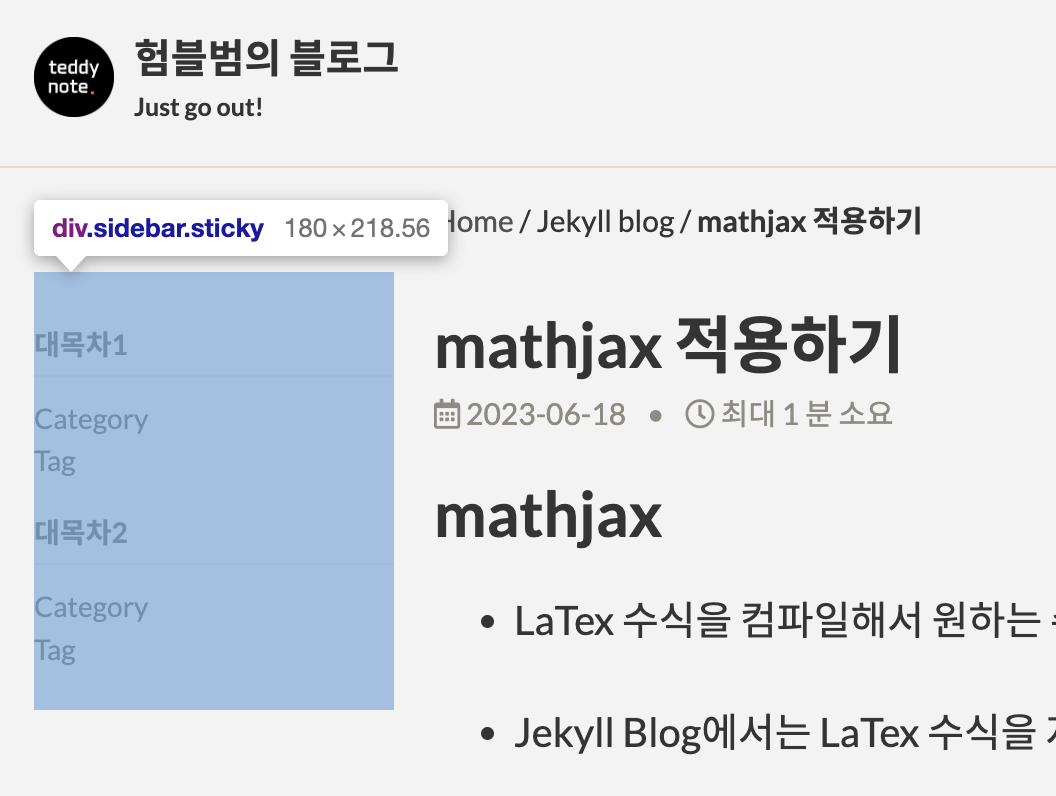 teddy
note.
험블범의 블로그
Just go out!
div.sidebar.sticky 180×218.56
Home / Jekyll blog / mathjax 적용하기
대목차1
Category
Tag
대목차2
Category
Tag
mathjax 적용하기
2023-06-18 • 최대 1 분 소요
mathjax
• LaTex 수식을 컴파일해서 원하는
• Jekyll Blog에서는 LaTex 수식을